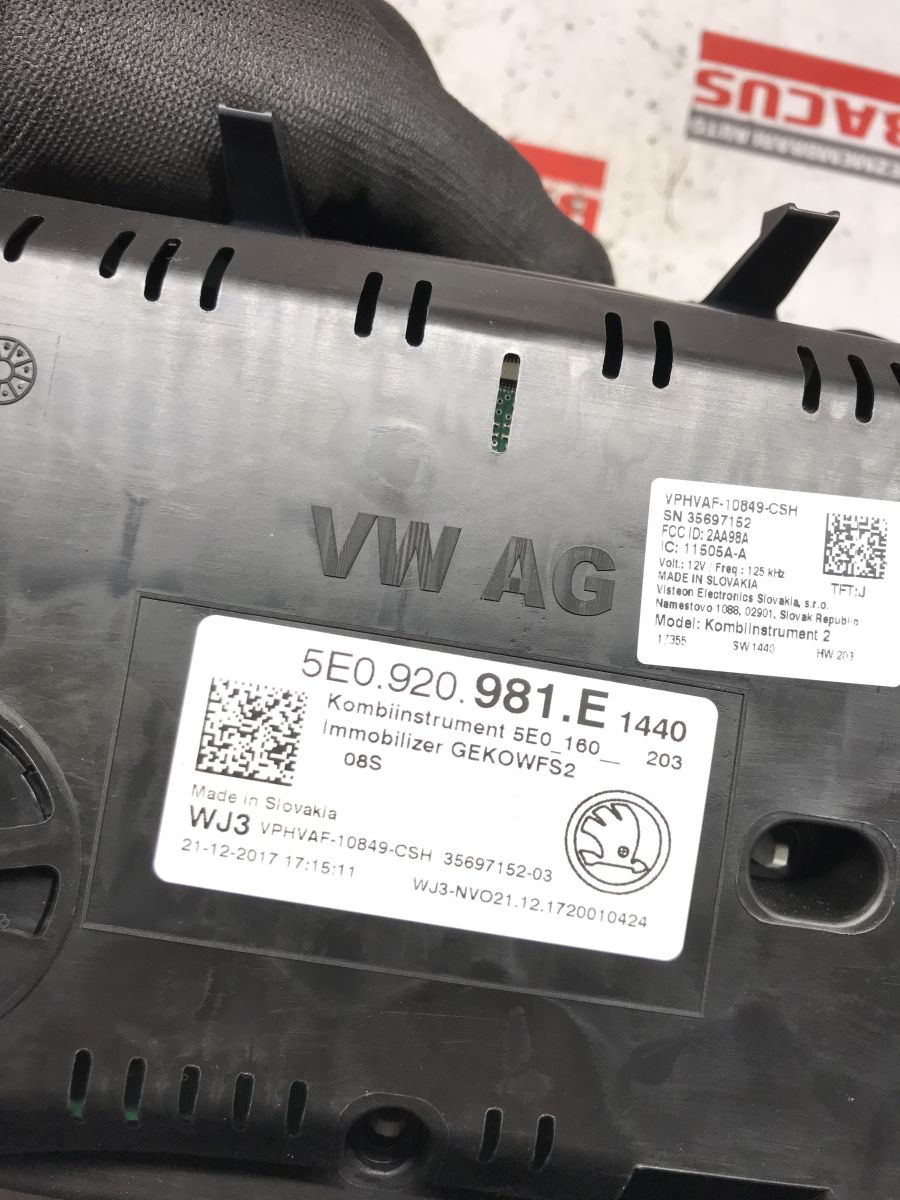 BACUS
VW AG
VPHVAF-10849-CSH
SN 35697152
FCC ID: 2AA98A
IC: 11505A-A
Volt.: 12V / Freq.: 125 kHz
MADE IN SLOVAKIA
Visteon Electronics Slovakia, s.r.o.
Namestovo 1088, 02901, Slovak Republic
Model: Kombiinstrument 2
17355 SW1440 HW 203
TFT:J
5E0.920.981.E 1440
Kombiinstrument 5E0_160__ 203
Immobilizer GEKOWFS2
08S
Made in Slovakia
WJ3 VPHVAF-10849-CSH 35697152-03
21-12-2017 17:15:11
WJ3-NVO21.12.1720010424